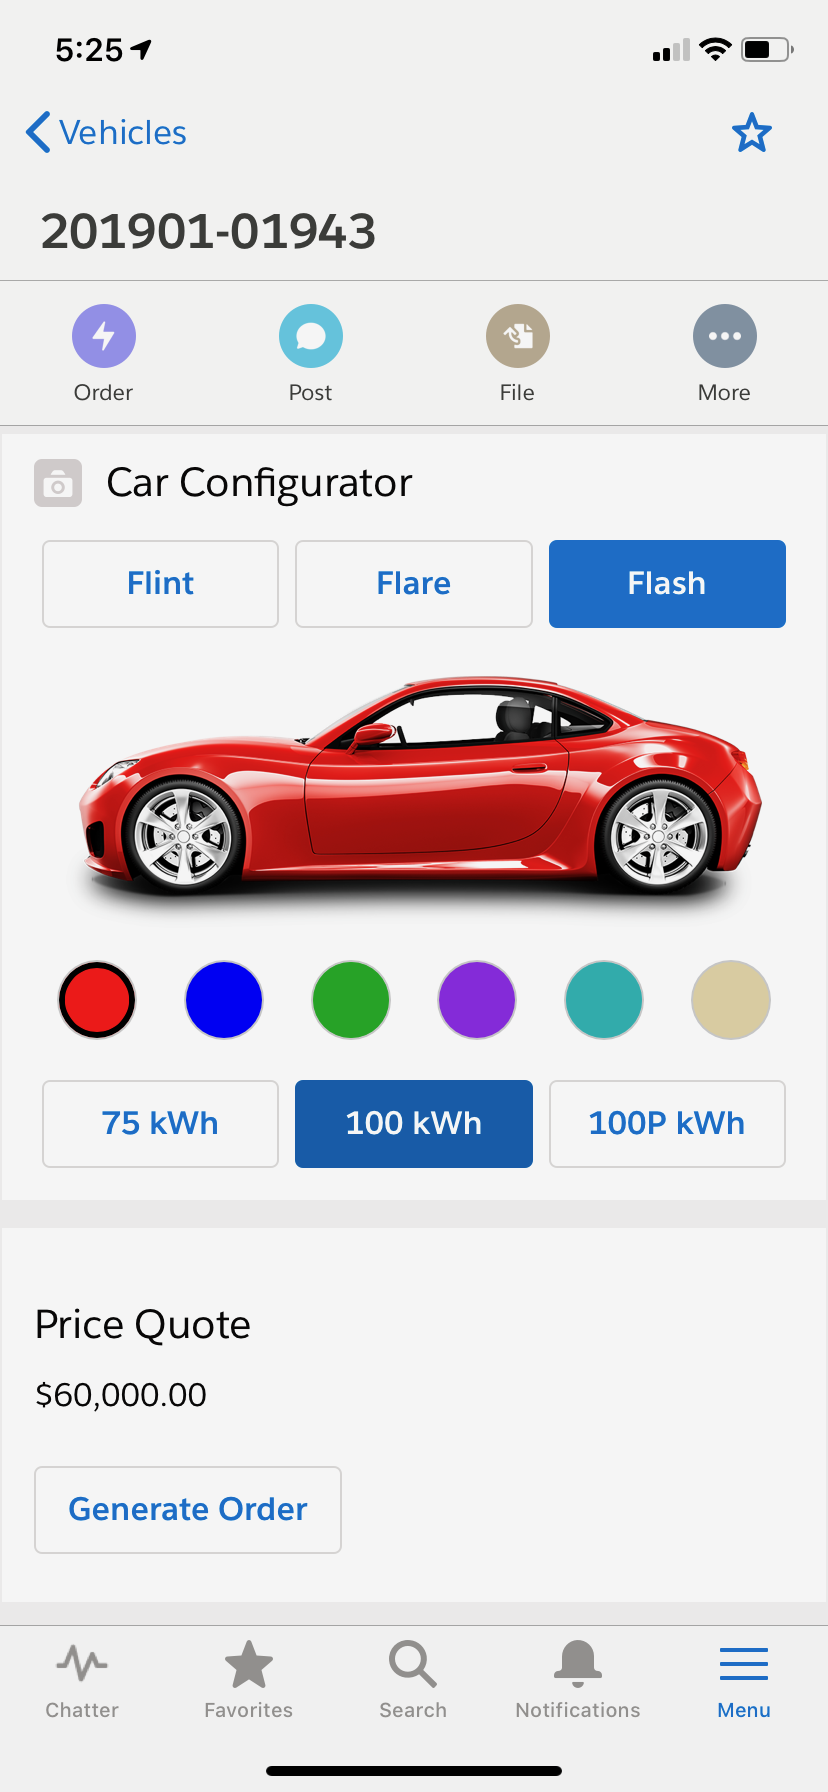 5:25
Vehicles
201901-01943
Order Post File More
Car Configurator
Flint Flare Flash
75 kWh 100 kWh 100P kWh
Price Quote
$60,000.00
Generate Order
Chatter Favorites Search Notifications Menu